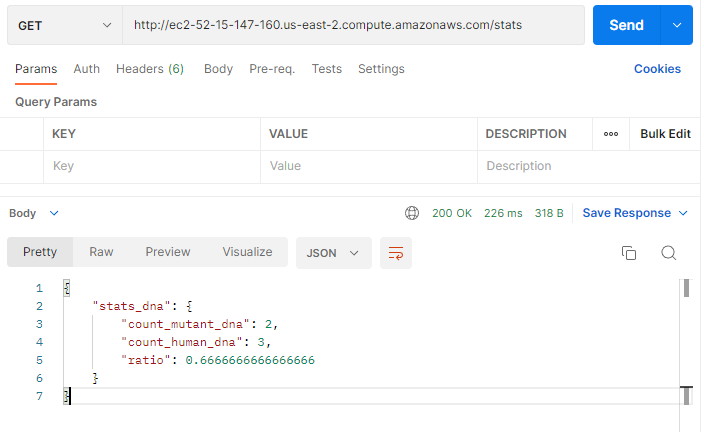 GET http://ec2-52-15-147-160.us-east-2.compute.amazonaws.com/stats Send
Params Auth Headers (6) Body Pre-req. Tests Settings Cookies
Query Params
KEY VALUE DESCRIPTION ooo Bulk Edit
Key Value Description
Body 200 OK 226 ms 318 B Save Response
Pretty Raw Preview Visualize JSON
1 {
2 "stats_dna": {
3 "count_mutant_dna": 2,
4 "count_human_dna": 3,
5 "ratio": 0.6666666666666666
6 }
7 }